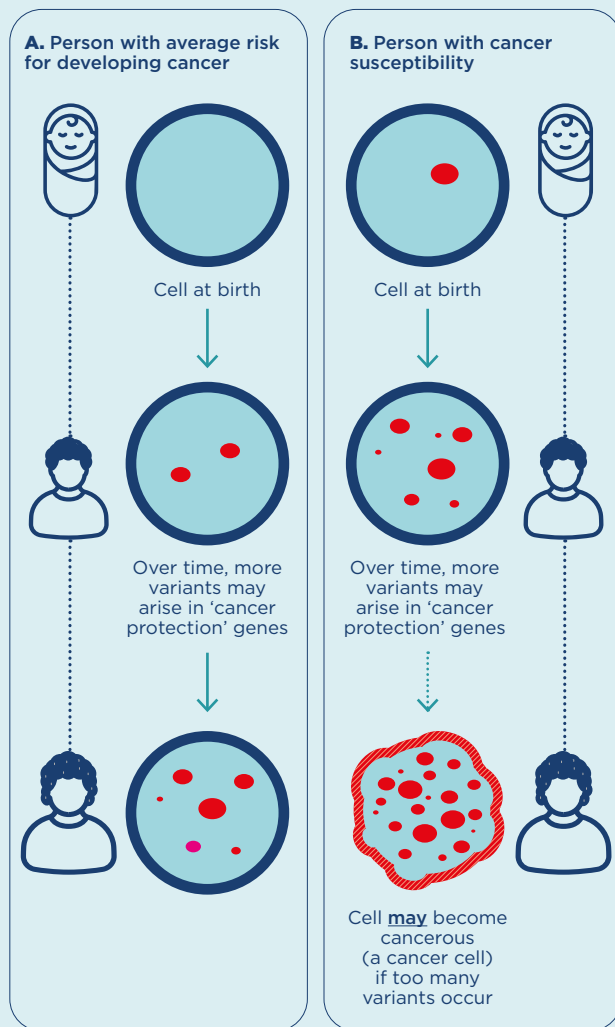 A. Person with average risk
for developing cancer
Cell at birth
Over time, more
variants may
arise in ‘cancer
protection’ genes
B. Person with cancer
susceptibility
Cell at birth
Over time, more
variants may
arise in ‘cancer
protection’ genes
Cell may become
cancerous
(a cancer cell)
if too many
variants occur